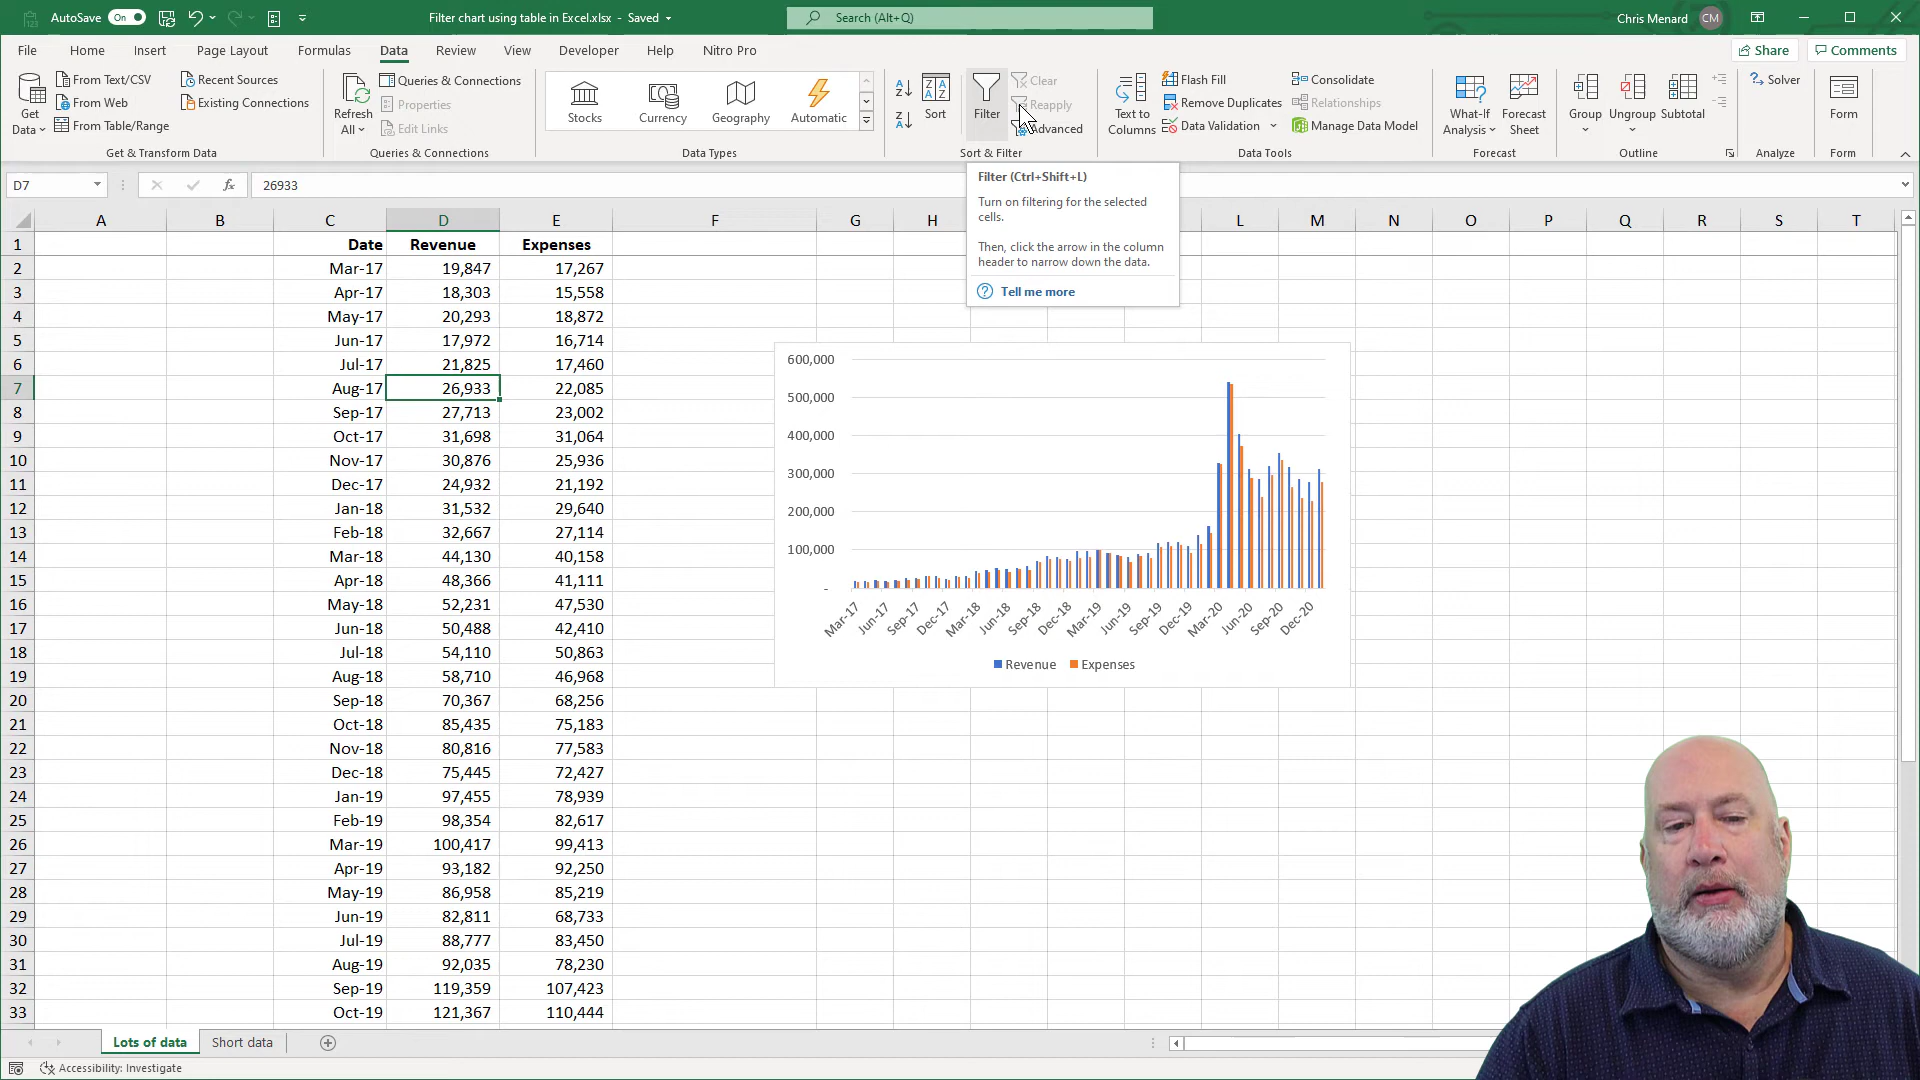 AutoSave On
Filter chart using table in Excel.xlsx - Saved
Search (Alt+Q)
Chris Menard CM
File Home Insert Page Layout Formulas Data Review View Developer Help Nitro Pro
Share Comments
Get Data
From Text/CSV
From Web
From Table/Range
Recent Sources
Existing Connections
Get & Transform Data
Refresh All
Queries & Connections
Properties
Edit Links
Queries & Connections
Stocks Currency Geography Automatic
Data Types
Sort
Filter
Clear
Reapply
Advanced
Sort & Filter
Text to Columns
Flash Fill
Remove Duplicates
Data Validation
Consolidate
Relationships
Manage Data Model
Data Tools
What-If Analysis
Forecast Sheet
Forecast
Group Ungroup Subtotal
Outline
Solver
Analyze
Form
Form
D7
fx
26933
Filter (Ctrl+Shift+L)
Turn on filtering for the selected
cells.
Then, click the arrow in the column
header to narrow down the data.
Tell me more
A B C D E F G H L M N O P Q R S T
1 Date Revenue Expenses
2 Mar-17 19,847 17,267
3 Apr-17 18,303 15,558
4 May-17 20,293 18,872
5 Jun-17 17,972 16,714
6 Jul-17 21,825 17,460
7 Aug-17 26,933 22,085
8 Sep-17 27,713 23,002
9 Oct-17 31,698 31,064
10 Nov-17 30,876 25,936
11 Dec-17 24,932 21,192
12 Jan-18 31,532 29,640
13 Feb-18 32,667 27,114
14 Mar-18 44,130 40,158
15 Apr-18 48,366 41,111
16 May-18 52,231 47,530
17 Jun-18 50,488 42,410
18 Jul-18 54,110 50,863
19 Aug-18 58,710 46,968
20 Sep-18 70,367 68,256
21 Oct-18 85,435 75,183
22 Nov-18 80,816 77,583
23 Dec-18 75,445 72,427
24 Jan-19 97,455 78,939
25 Feb-19 98,354 82,617
26 Mar-19 100,417 99,413
27 Apr-19 93,182 92,250
28 May-19 86,958 85,219
29 Jun-19 82,811 68,733
30 Jul-19 88,777 83,450
31 Aug-19 92,035 78,230
32 Sep-19 119,359 107,423
33 Oct-19 121,367 110,444
600,000
500,000
400,000
300,000
200,000
100,000
-
Mar-17 Jun-17 Sep-17 Dec-17 Mar-18 Jun-18 Sep-18 Dec-18 Mar-19 Jun-19 Sep-19 Dec-19 Mar-20 Jun-20 Sep-20 Dec-20
Revenue Expenses
Lots of data Short data
Accessibility: Investigate